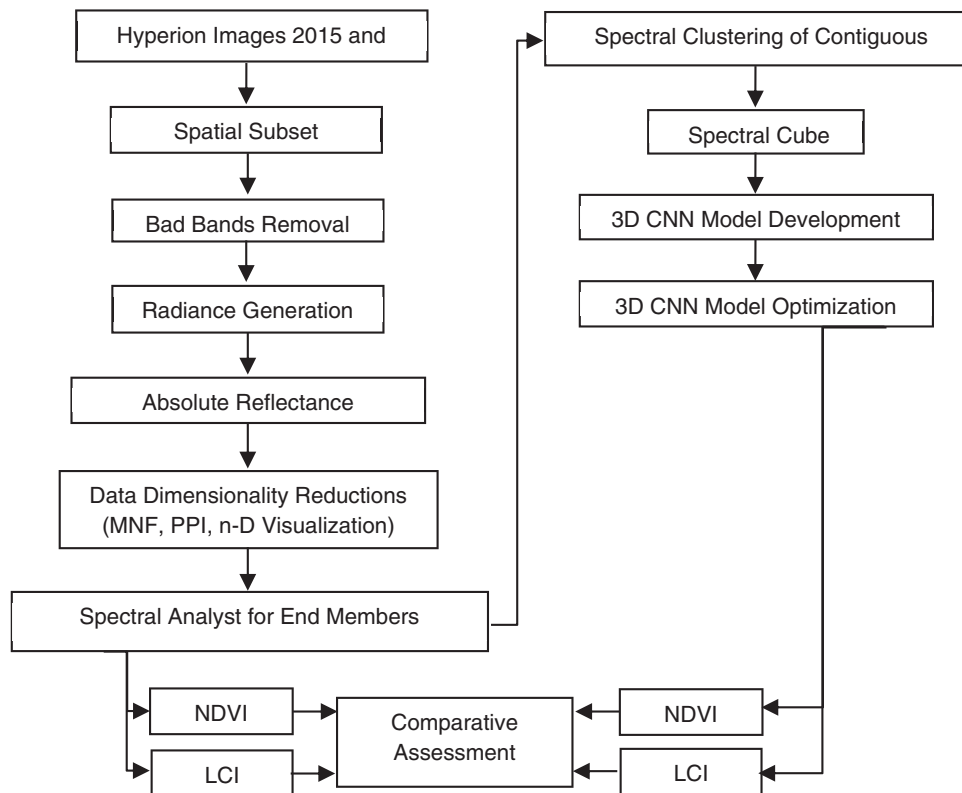 Hyperion Images 2015 and
Spatial Subset
Bad Bands Removal
Radiance Generation
Absolute Reflectance
Data Dimensionality Reductions
(MNF, PPI, n-D Visualization)
Spectral Analyst for End Members
NDVI
LCI
Comparative
Assessment
Spectral Clustering of Contiguous
Spectral Cube
3D CNN Model Development
3D CNN Model Optimization
NDVI
LCI